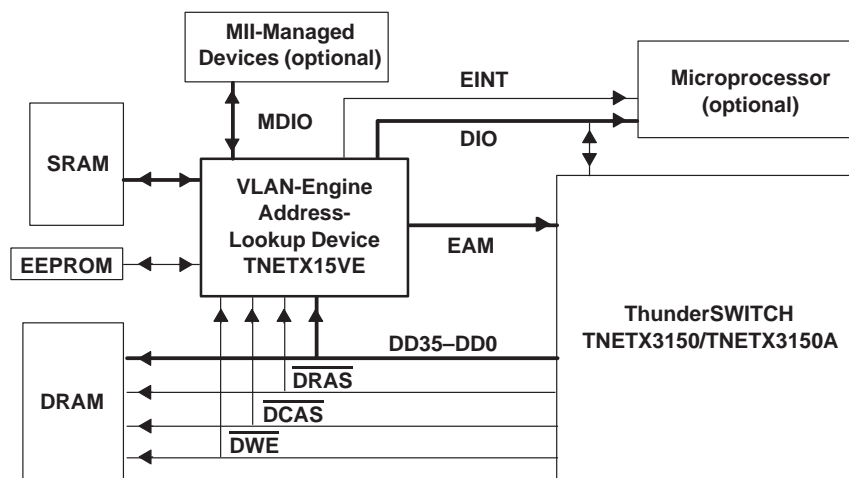 MII-Managed
Devices (optional)
EINT
Microprocessor
(optional)
MDIO
DIO
SRAM
VLAN-Engine
Address-
Lookup Device
TNETX15VE
EAM
EEPROM
ThunderSWITCH
TNETX3150/TNETX3150A
DD35–DD0
DRAS
DRAM
DCAS
DWE